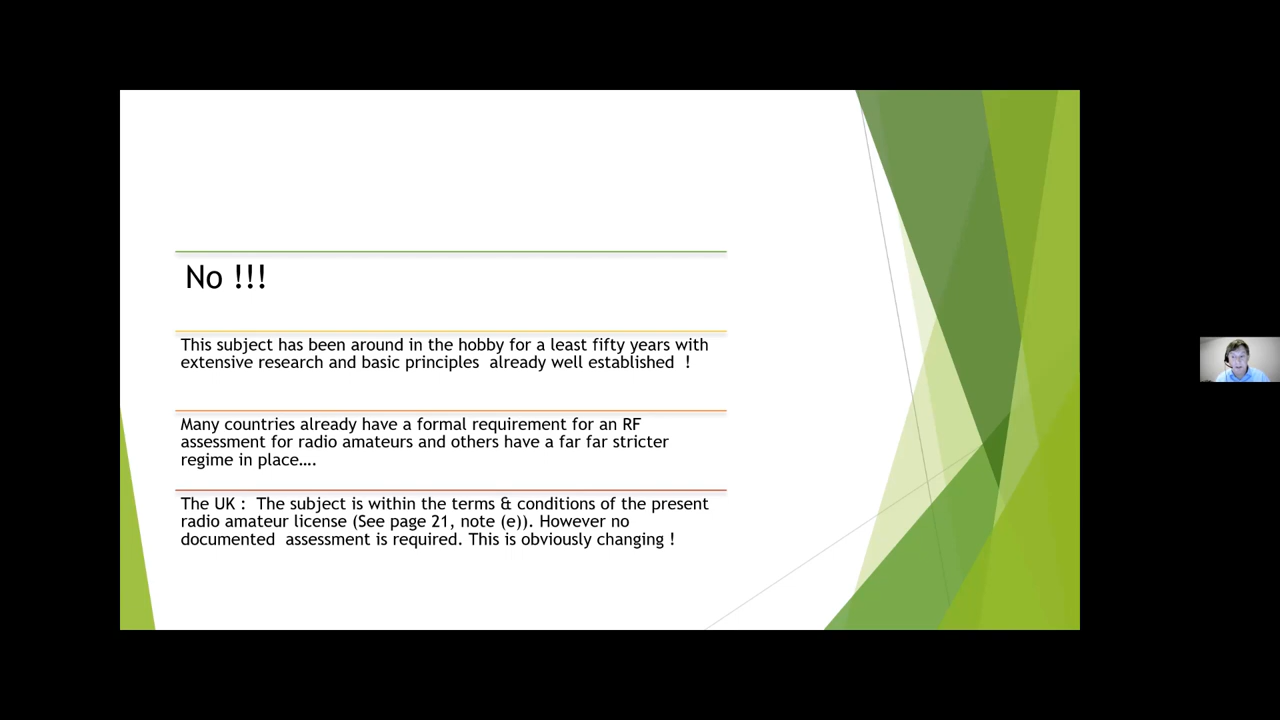 No !!!
This subject has been around in the hobby for a least fifty years with
extensive research and basic principles  already well established  !
Many countries already have a formal requirement for an RF
assessment for radio amateurs and others have a far far stricter
regime in place….
The UK :  The subject is within the terms & conditions of the present
radio amateur license (See page 21, note (e)). However no
documented  assessment is required. This is obviously changing !